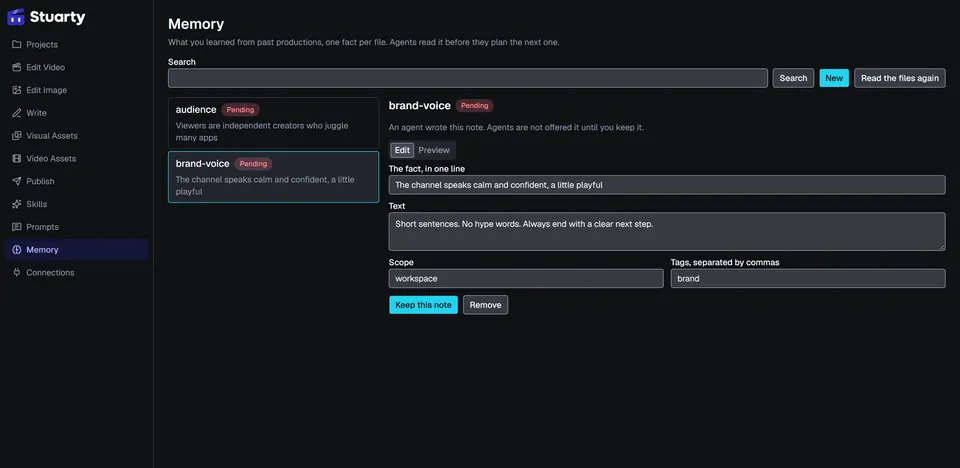 Stuarty
Projects
Edit Video
Edit Image
Write
Visual Assets
Video Assets
Publish
Skills
Prompts
Memory
Connections
Memory
What you learned from past productions, one fact per file. Agents read it before they plan the next one.
Search
Search
New
Read the files again
audience Pending
Viewers are independent creators who juggle
many apps
brand-voice Pending
The channel speaks calm and confident, a little
playful
brand-voice Pending
An agent wrote this note. Agents are not offered it until you keep it.
Edit Preview
The fact, in one line
The channel speaks calm and confident, a little playful
Text
Short sentences. No hype words. Always end with a clear next step.
Scope
workspace
Tags, separated by commas
brand
Keep this note
Remove